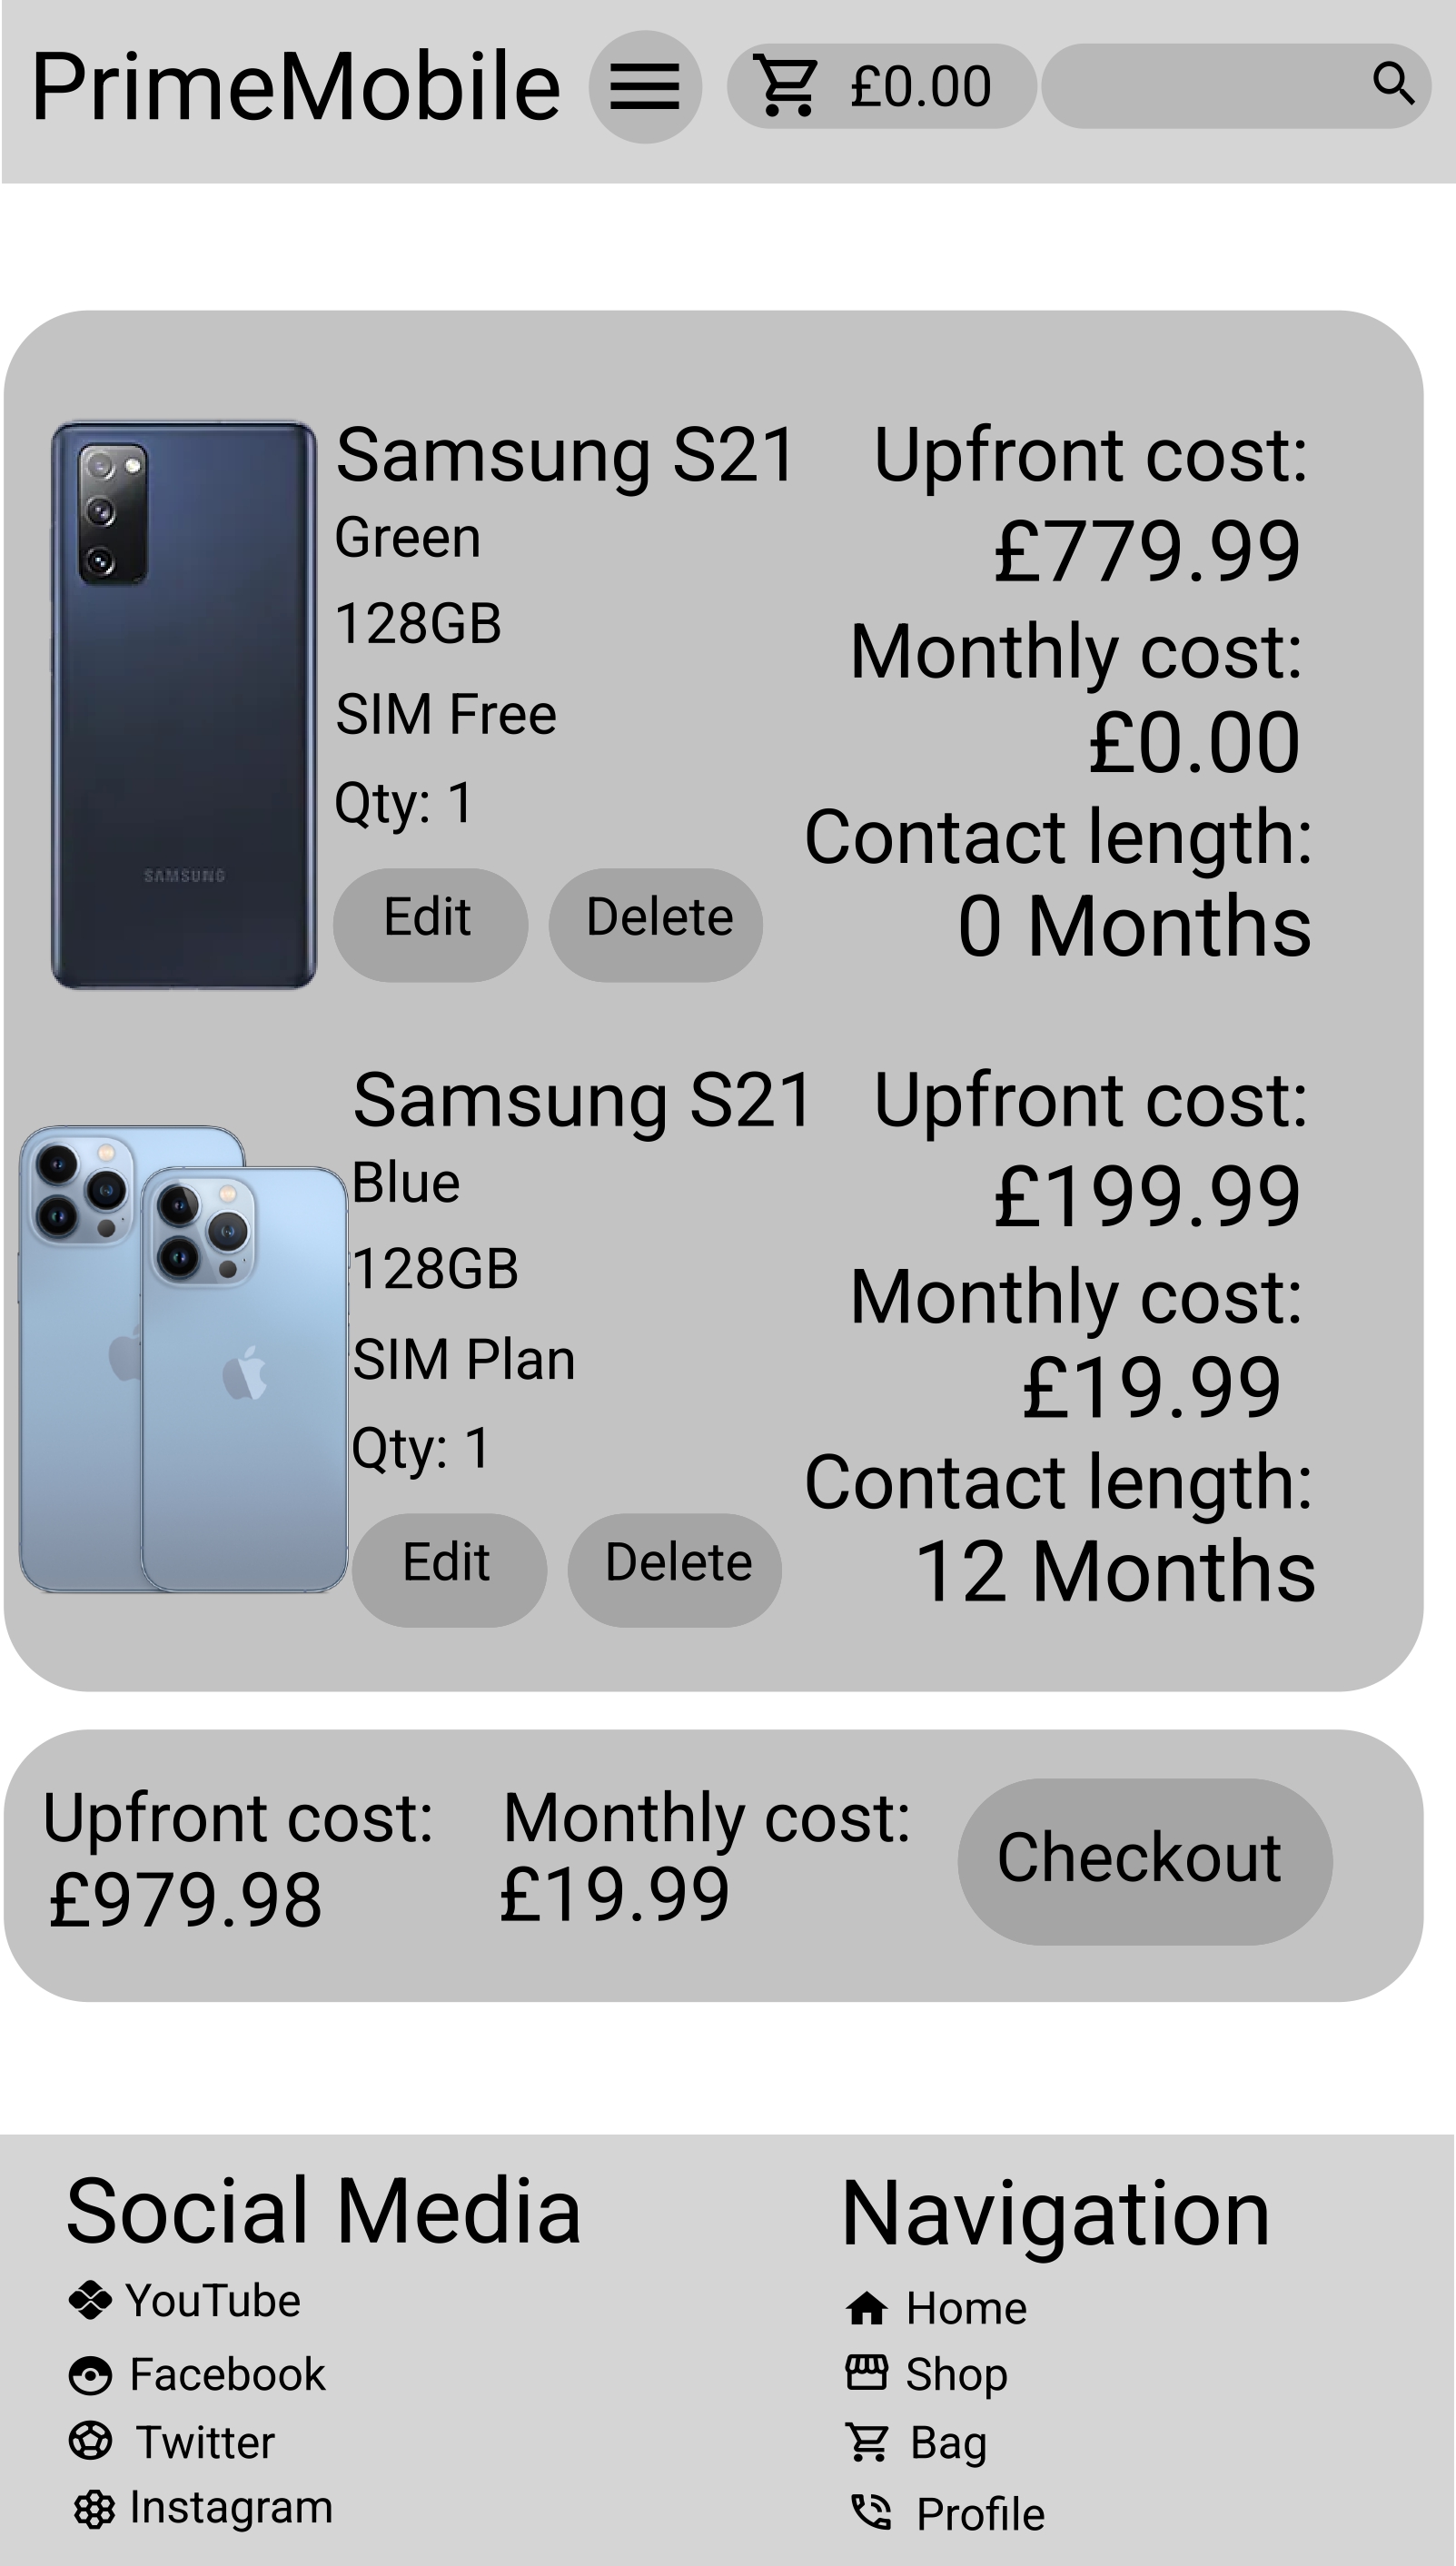 PrimeMobile
£0.00
Samsung S21
Green
128GB
SIM Free
Qty: 1
Edit
Delete
Upfront cost:
£779.99
Monthly cost:
£0.00
Contact length:
0 Months
SAMSUNG
Samsung S21
Blue
128GB
SIM Plan
Qty: 1
Edit
Delete
Upfront cost:
£199.99
Monthly cost:
£19.99
Contact length:
12 Months
Upfront cost:
£979.98
Monthly cost:
£19.99
Checkout
Social Media
YouTube
Facebook
Twitter
Instagram
Navigation
Home
Shop
Bag
Profile